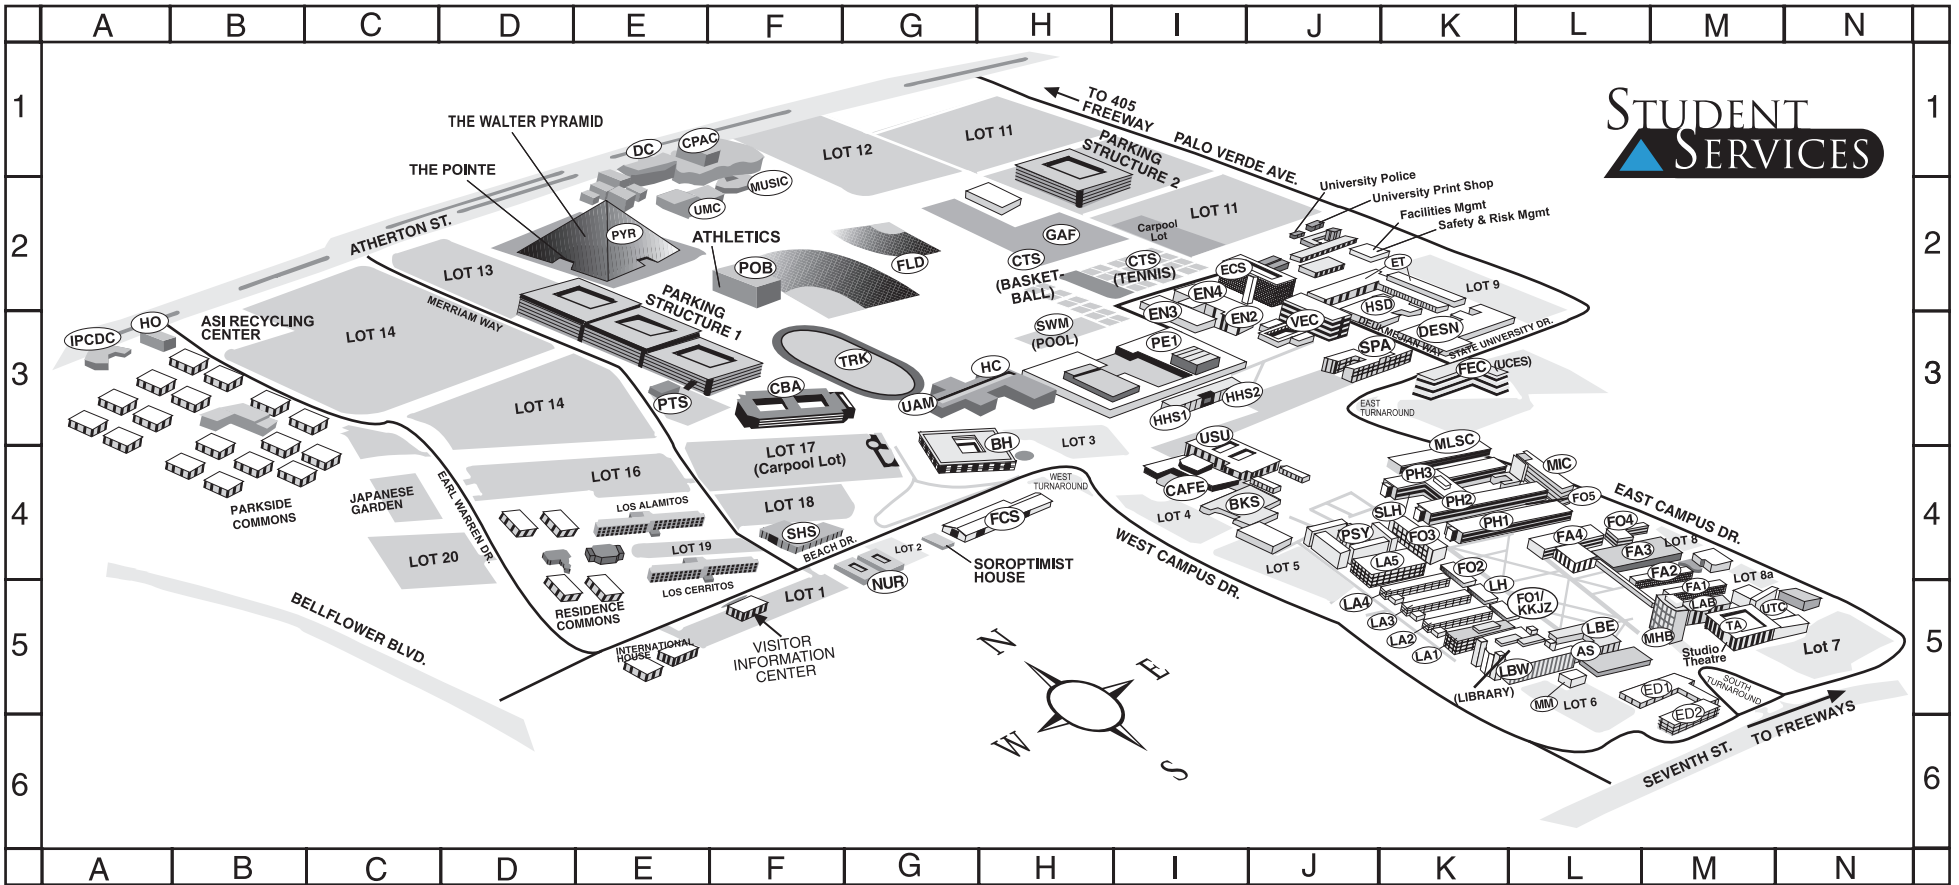 A B C D E F G H I J K L M N
1
1
STUDENT
SERVICES
TO 405
FREEWAY
PALO VERDE AVE.
THE WALTER PYRAMID
THE POINTE
DC
CPAC
MUSIC
UMC
PYR
LOT 12
LOT 11
PARKING
STRUCTURE 2
LOT 11
Carpool
Lot
University Police
University Print Shop
Facilities Mgmt
Safety & Risk Mgmt
2
2
ATHERTON ST.
LOT 13
MERRIAM WAY
ATHLETICS
POB
FLD
GAF
CTS
(BASKET-
BALL)
CTS
(TENNIS)
ECS
ET
LOT 9
EN4
EN3
EN2
VEC
HSD
DESN
DEUKMEJIAN WAY
STATE UNIVERSITY DR.
3
3
IPCDC
HO
ASI RECYCLING
CENTER
LOT 14
PARKING
STRUCTURE 1
TRK
SWM
(POOL)
PE1
SPA
FEC
(UCES)
HC
UAM
CBA
PTS
LOT 14
HHS1
HHS2
EAST
TURNAROUND
4
4
LOT 17
(Carpool Lot)
BH
LOT 3
USU
CAFE
BKS
MLSC
PH3
MIC
PH2
FO5
PH1
SLH
EAST CAMPUS DR.
LOT 16
LOT 18
WEST
TURNAROUND
LOT 4
PARKSIDE
COMMONS
JAPANESE
GARDEN
EARL WARREN DR.
LOS ALAMITOS
SHS
BEACH DR.
FCS
SOROPTIMIST
HOUSE
WEST CAMPUS DR.
PSY
FO3
FO4
FA4
FA3
LOT 8
LOT 20
LOT 19
LOT 2
NUR
LOT 5
LA5
FO2
FA2
LOT 8a
LOS CERRITOS
5
5
BELLFLOWER BLVD.
RESIDENCE
COMMONS
LOT 1
INTERNATIONAL
HOUSE
VISITOR
INFORMATION
CENTER
LH
FO1/
KKJZ
LA4
LA3
LA2
LA1
FA1
LAB
UTC
TA
MHB
LBE
AS
LBW
(LIBRARY)
Studio
Theatre
Lot 7
MM
LOT 6
ED1
ED2
SOUTH
TURNAROUND
N
E
W
S
6
6
SEVENTH ST.
TO FREEWAYS
A B C D E F G H I J K L M N